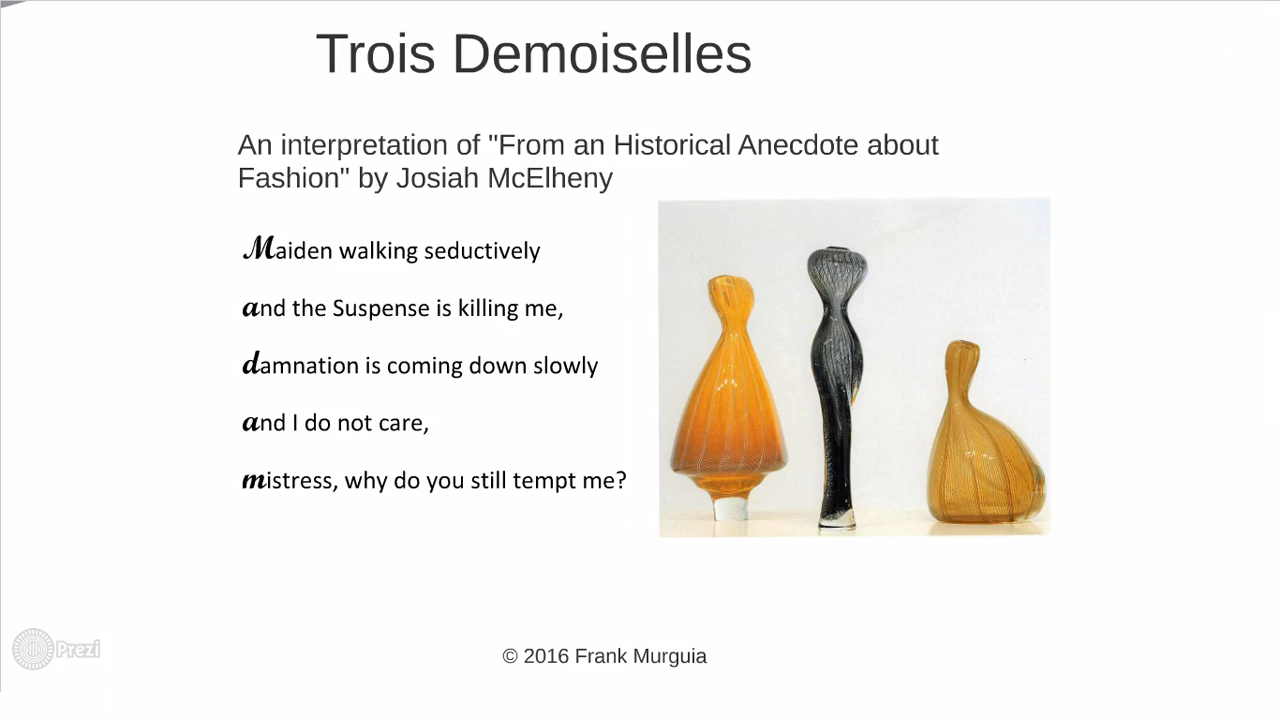 Trois Demoiselles
An interpretation of "From an Historical Anecdote about
Fashion" by Josiah McElheny
Maiden walking seductively
and the Suspense is killing me,
damnation is coming down slowly
and I do not care,
mistress, why do you still tempt me?
Prezi
© 2016 Frank Murguia